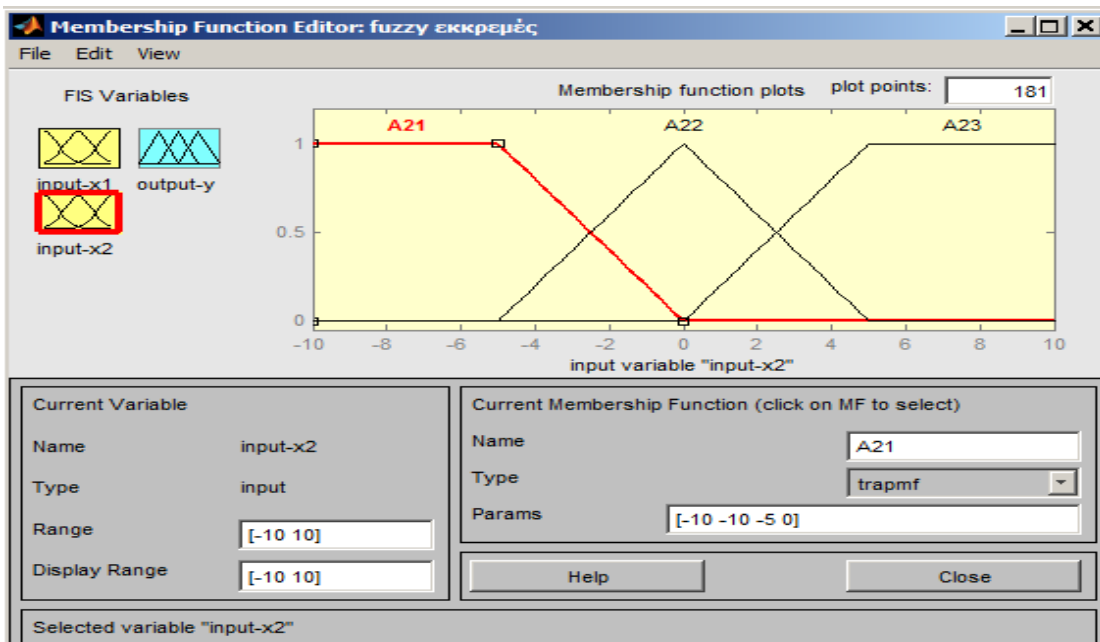 Membership Function Editor: fuzzy εκκρεμές
File Edit View
FIS Variables
Membership function plots plot points: 181
A21 A22 A23
1
0.5
0
input-x1 output-y
input-x2
-10 -8 -6 -4 -2 0 2 4 6 8 10
input variable "input-x2"
Current Variable
Name input-x2
Type input
Range [-10 10]
Display Range [-10 10]
Current Membership Function (click on MF to select)
Name A21
Type trapmf
Params [-10 -10 -5 0]
Help Close
Selected variable "input-x2"